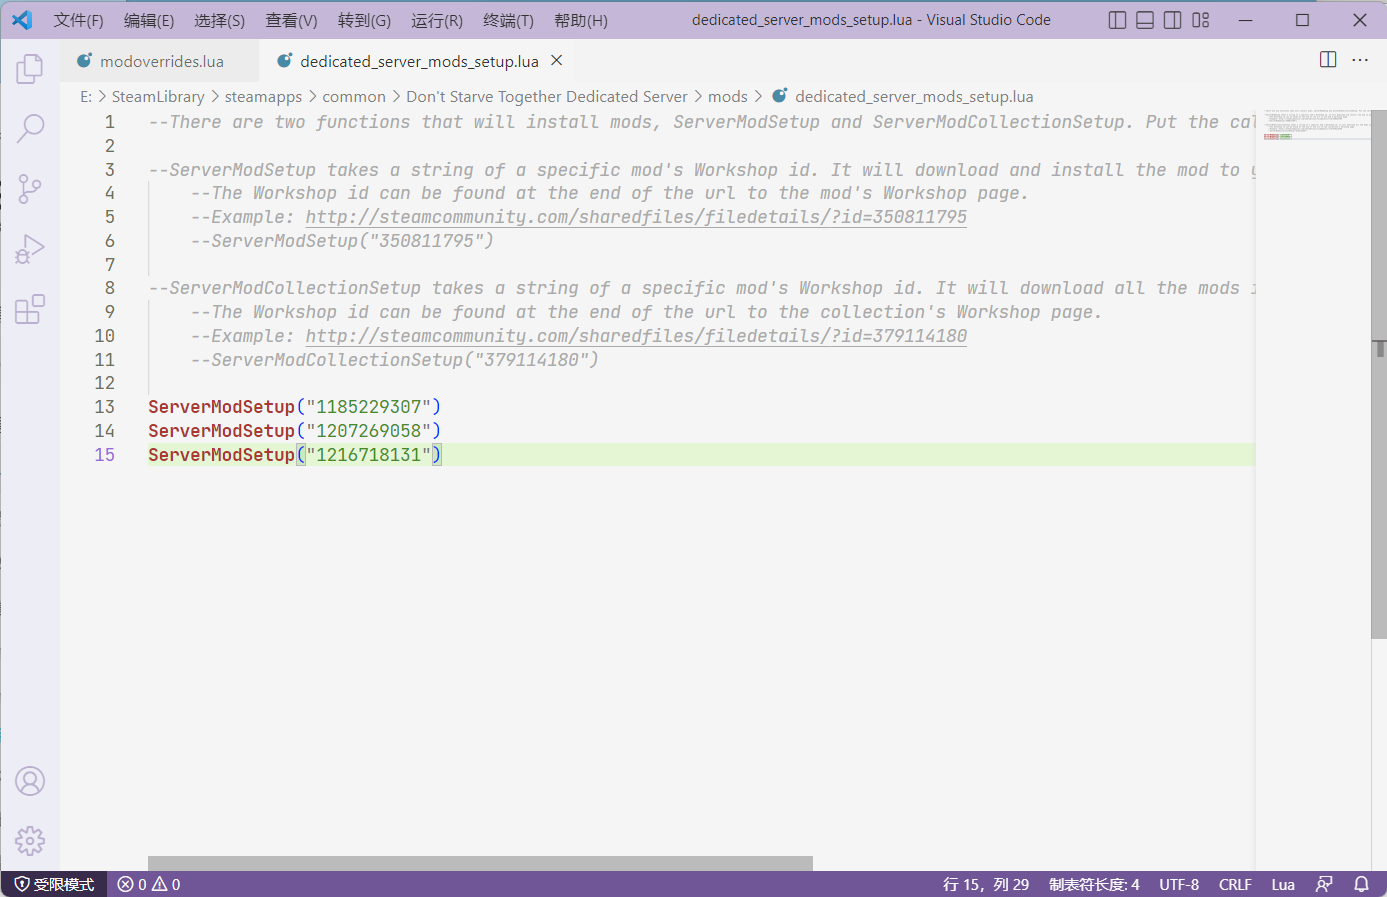 文件(F) 编辑(E) 选择(S) 查看(V) 转到(G) 运行(R) 终端(T) 帮助(H) dedicated_server_mods_setup.lua - Visual Studio Code
modoverrides.lua dedicated_server_mods_setup.lua
E: > SteamLibrary > steamapps > common > Don't Starve Together Dedicated Server > mods > dedicated_server_mods_setup.lua
1 --There are two functions that will install mods, ServerModSetup and ServerModCollectionSetup. Put the cal
2
3 --ServerModSetup takes a string of a specific mod's Workshop id. It will download and install the mod to y
4 --The Workshop id can be found at the end of the url to the mod's Workshop page.
5 --Example: http://steamcommunity.com/sharedfiles/filedetails/?id=350811795
6 --ServerModSetup("350811795")
7
8 --ServerModCollectionSetup takes a string of a specific mod's Workshop id. It will download all the mods i
9 --The Workshop id can be found at the end of the url to the collection's Workshop page.
10 --Example: http://steamcommunity.com/sharedfiles/filedetails/?id=379114180
11 --ServerModCollectionSetup("379114180")
12
13 ServerModSetup("1185229307")
14 ServerModSetup("1207269058")
15 ServerModSetup("1216718131")
受限模式 0 0 行 15, 列 29 制表符长度: 4 UTF-8 CRLF Lua